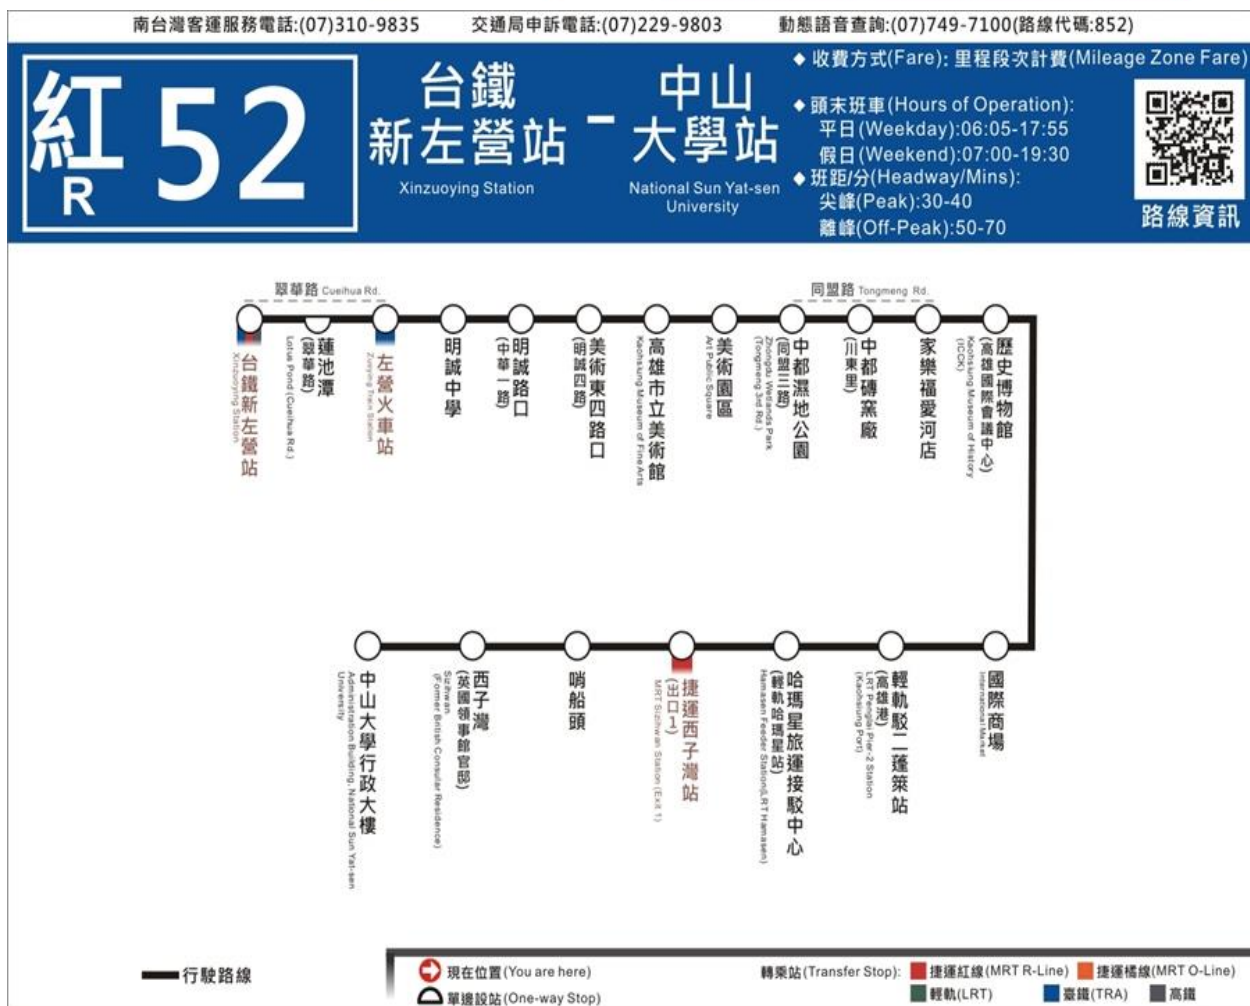 南台灣客運服務電話:(07)310-9835 交通局申訴電話:(07)229-9803 動態語音查詢:(07)749-7100(路線代碼:852)
紅
R
52
台鐵
新左營站
Xinzuoying Station
-
中山
大學站
National Sun Yat-sen
University
◆ 收費方式(Fare): 里程段次計費(Mileage Zone Fare)
◆ 頭末班車(Hours of Operation):
平日(Weekday):06:05-17:55
假日(Weekend):07:00-19:30
◆ 班距/分(Headway/Mins):
尖峰(Peak):30-40
離峰(Off-Peak):50-70
路線資訊
翠華路 Cueihua Rd.
同盟路 Tongmeng Rd.
台鐵新左營站
Xinzuoying Station
蓮池潭
(翠華路)
Lotus Pond (Cueihua Rd.)
左營火車站
Zuoying Train Station
明誠中學
明誠路口
(中華一路)
美術東四路口
(明誠四路)
高雄市立美術館
Kaohsiung Museum of Fine Arts
美術園區
Art Public Square
中都濕地公園
(同盟三路)
Zhongdu Wetlands Park
(Tongmeng 3rd Rd.)
中都磚窯廠
(川東里)
家樂福愛河店
歷史博物館
(高雄國際會議中心)
Kaohsiung Museum of History
(ICCK)
國際商場
International Market
輕軌駁二蓬萊站
(高雄港)
LRT Penglai Pier-2 Station
(Kaohsiung Port)
哈瑪星旅運接駁中心
(輕軌哈瑪星站)
Hamasen Feeder Station(LRT Hamasen)
捷運西子灣站
(出口1)
MRT Sizihwan Station (Exit 1)
哨船頭
西子灣
(英國領事館官邸)
Sizihwan
(Former British Consular Residence)
中山大學行政大樓
Administration Building, National Sun Yat-sen
University
行駛路線
現在位置(You are here)
單邊設站(One-way Stop)
轉乘站(Transfer Stop): 捷運紅線(MRT R-Line) 捷運橘線(MRT O-Line)
輕軌(LRT) 臺鐵(TRA) 高鐵